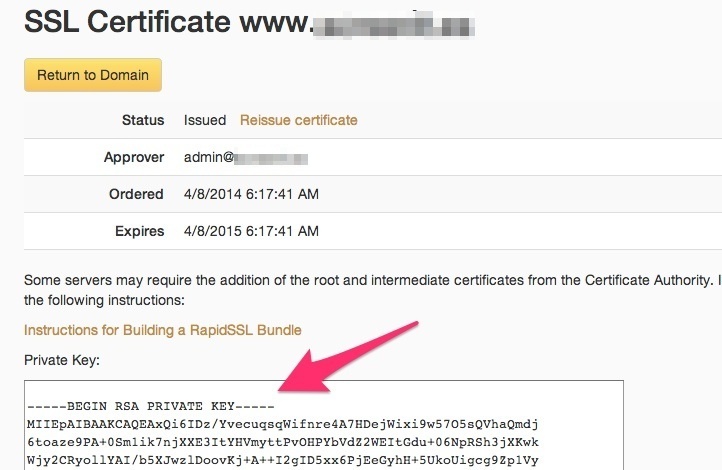 SSL Certificate www.
Return to Domain
Status Issued Reissue certificate
Approver admin@
Ordered 4/8/2014 6:17:41 AM
Expires 4/8/2015 6:17:41 AM
Some servers may require the addition of the root and intermediate certificates from the Certificate Authority. I
the following instructions:
Instructions for Building a RapidSSL Bundle
Private Key:
-----BEGIN RSA PRIVATE KEY-----
MIIEpAIBAAKCAQEAxQi6IDz/YvecuqsqWifnre4A7HDejWixi9w57O5sQVhaQmdj
6toaze9PA+0Sm1ik7njXXE3ItYHVmyttPvOHPYbVdZ2WEItGdu+06NpRSh3jXKwk
Wjy2CRyollYAI/b5XJwzlDoovKj+A++I2gID5xx6PjEeGyhH+5UkoUigcg9Zp1Vy